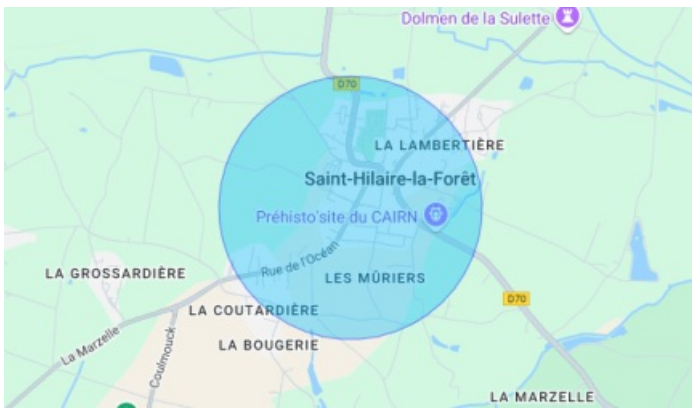 Dolmen de la Sulette
D70
LA LAMBERTIÈRE
Saint-Hilaire-la-Forêt
Préhisto'site du CAIRN
Rue de l'Océan
LA GROSSARDIÈRE
LES MÛRIERS
D70
LA COUTARDIÈRE
La Marzelle
Coulmouck
LA BOUGERIE
LA MARZELLE